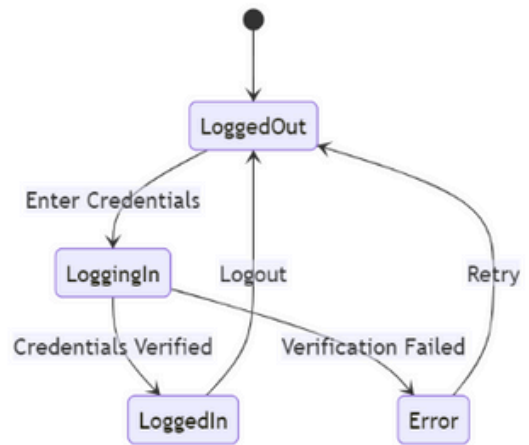 LoggedOut
Enter Credentials
LoggingIn
Logout
Retry
Credentials Verified
Verification Failed
LoggedIn
Error